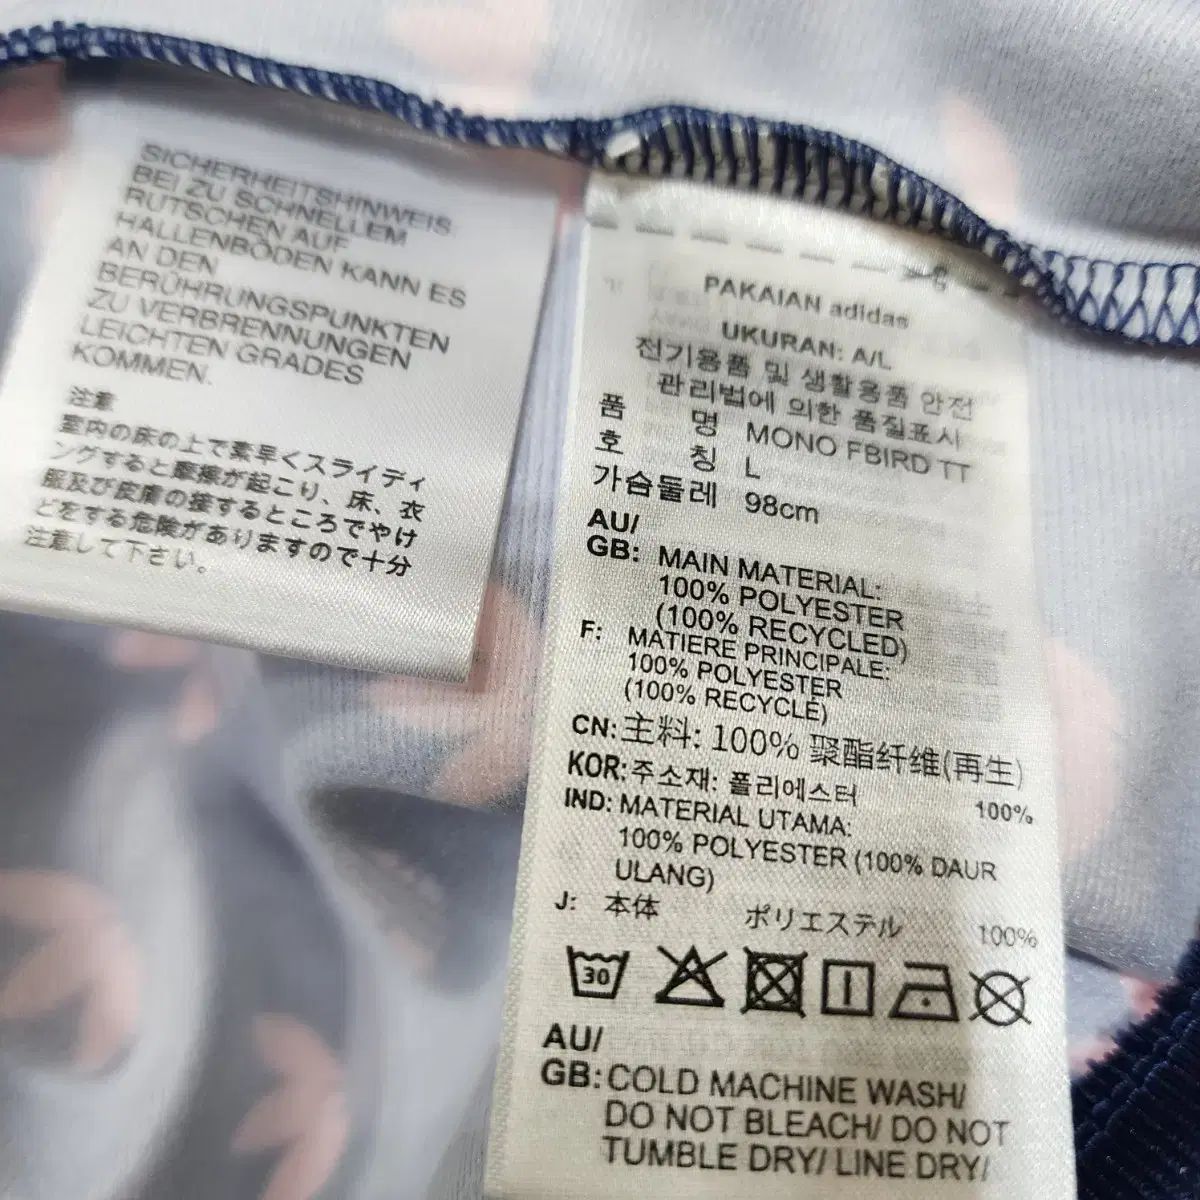 SICHERHEITSHINWEIS
BEI ZU SCHNELLEM
RUTSCHEN AUF
HALLENBÖDEN KANN ES
AN DEN
BERÜHRUNGSPUNKTEN
ZU VERBRENNUNGEN
LEICHTEN GRADES
KOMMEN.
注意
室内の床の上で素早くスライディ
ングすると摩擦が起こり、床、衣
服及び皮膚の接するところでやけ
どをする危険がありますので十分
注意して下さい。
PAKAIAN adidas
UKURAN: A/L
전기용품 및 생활용품 안전
관리법에 의한 품질표시
품 명 MONO FBIRD TT
호 칭 L
가슴둘레 98cm
AU/
GB: MAIN MATERIAL:
100% POLYESTER
(100% RECYCLED)
F: MATIERE PRINCIPALE:
100% POLYESTER
(100% RECYCLÉ)
CN: 主料: 100% 聚酯纤维(再生)
KOR: 주소재: 폴리에스터 100%
IND: MATERIAL UTAMA:
100% POLYESTER (100% DAUR
ULANG)
J: 本体 ポリエステル 100%
30
AU/
GB: COLD MACHINE WASH/
DO NOT BLEACH/ DO NOT
TUMBLE DRY/ LINE DRY/